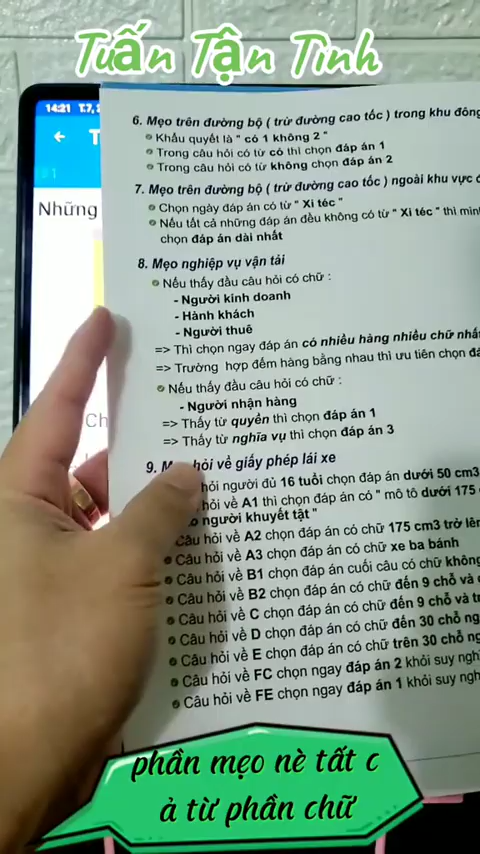 Tuấn Tận Tình
14:21 T.7,
Những
6. Mẹo trên đường bộ ( trừ đường cao tốc ) trong khu đông
Khẩu quyết là " có 1 không 2 "
Trong câu hỏi có từ có thì chọn đáp án 1
Trong câu hỏi có từ không chọn đáp án 2
7. Mẹo trên đường bộ ( trừ đường cao tốc ) ngoài khu vực
Chọn ngày đáp án có từ " Xi téc "
Nếu tất cả những đáp án đều không có từ " Xi téc " thì
chọn đáp án dài nhất
8. Mẹo nghiệp vụ vận tải
Nếu thấy đầu câu hỏi có chữ :
- Người kinh doanh
- Hành khách
- Người thuê
=> Thì chọn ngay đáp án có nhiều hàng nhiều chữ
=> Trường hợp đếm hàng bằng nhau thì ưu tiên chọn
Nếu thấy đầu câu hỏi có chữ :
- Người nhận hàng
=> Thấy từ quyền thì chọn đáp án 1
=> Thấy từ nghĩa vụ thì chọn đáp án 3
Ch
9. hỏi về giấy phép lái xe
hỏi người đủ 16 tuổi chọn đáp án dưới 50 cm3
hỏi về A1 thì chọn đáp án có " mô tô dưới 175
người khuyết tật "
Câu hỏi về A2 chọn đáp án có chữ 175 cm3 trở lên
Câu hỏi về A3 chọn đáp án có chữ xe ba bánh
Câu hỏi về B1 chọn đáp án cuối câu có chữ không
Câu hỏi về B2 chọn đáp án có chữ đến 9 chỗ và
Câu hỏi về C chọn đáp án có chữ đến 9 chỗ và
Câu hỏi về D chọn đáp án có chữ đến 30 chỗ
Câu hỏi về E chọn đáp án có chữ trên 30 chỗ
Câu hỏi về FC chọn ngay đáp án 2 khỏi suy
Câu hỏi về FE chọn ngay đáp án 1 khỏi suy
phần mẹo nè tất c
ả từ phần chữ